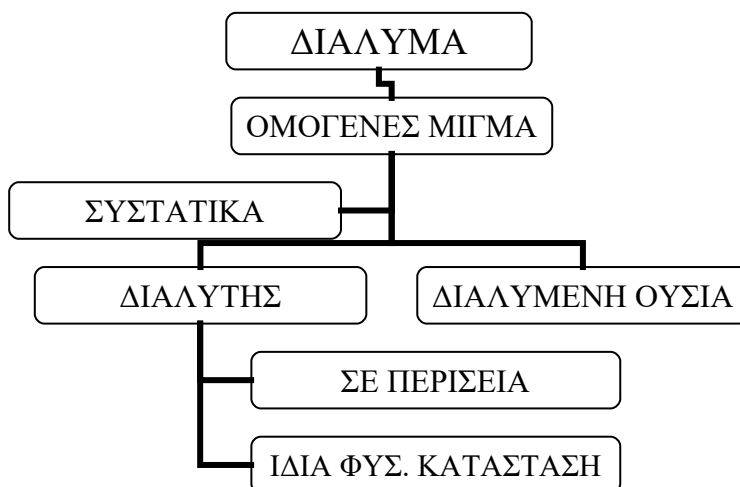 ΔΙΑΛΥΜΑ
ΟΜΟΓΕΝΕΣ ΜΙΓΜΑ
ΣΥΣΤΑΤΙΚΑ
ΔΙΑΛΥΤΗΣ
ΔΙΑΛΥΜΕΝΗ ΟΥΣΙΑ
ΣΕ ΠΕΡΙΣΕΙΑ
ΙΔΙΑ ΦΥΣ. ΚΑΤΑΣΤΑΣΗ